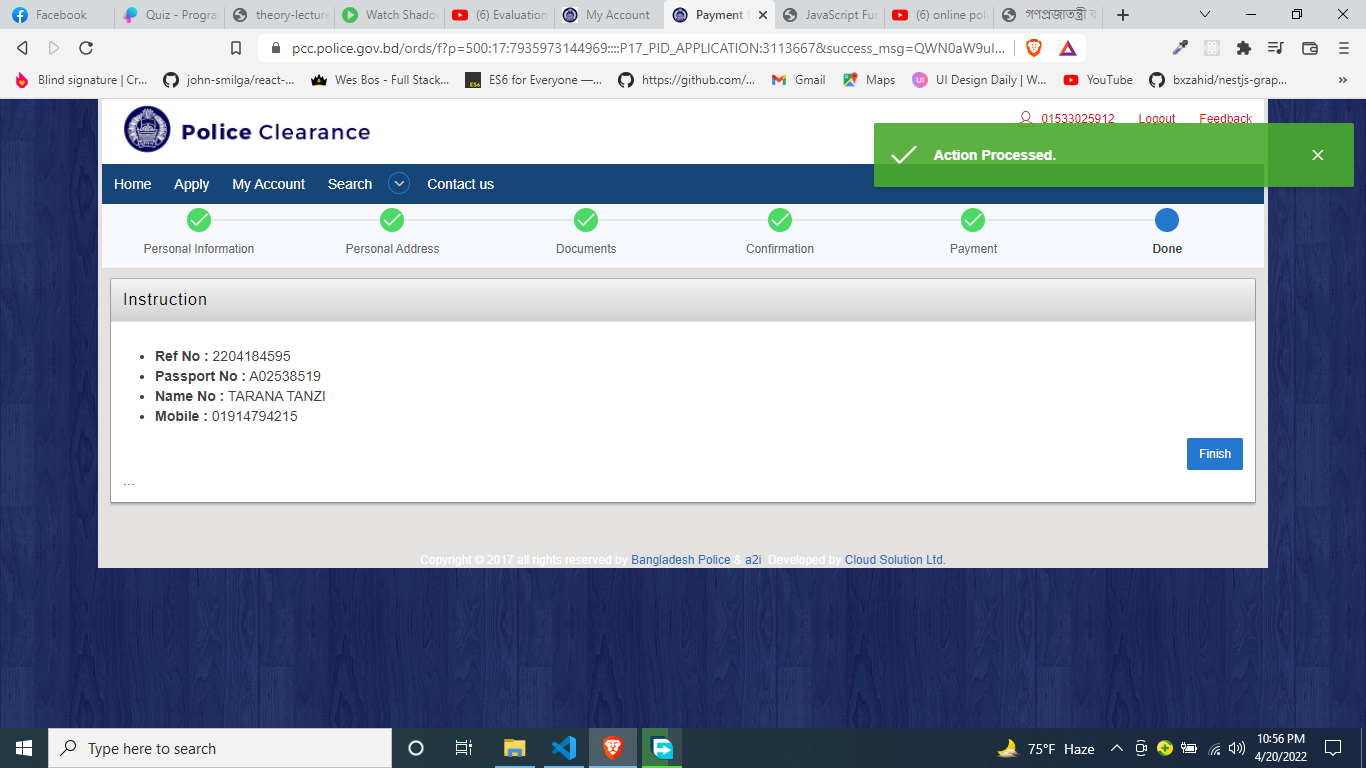 Facebook
Quiz - Progra
theory-lecture
Watch Shado
(6) Evaluation
My Account
Payment
JavaScript Fun
(6) online poli
গণপ্রজাতন্ত্রী ব
pcc.police.gov.bd/ords/f?p=500:17:7935973144969::::P17_PID_APPLICATION:3113667&success_msg=QWN0aW9uI...
Blind signature | Cr...
john-smilga/react-...
Wes Bos - Full Stack...
ES6 for Everyone —...
https://github.com/...
Gmail
Maps
UI Design Daily | W...
YouTube
bxzahid/nestjs-grap...
»
Police Clearance
01533025912 Logout Feedback
Action Processed.
Home Apply My Account Search Contact us
Personal Information Personal Address Documents Confirmation Payment Done
Instruction
• Ref No : 2204184595
• Passport No : A02538519
• Name No : TARANA TANZI
• Mobile : 01914794215
Finish
...
Copyright © 2017 all rights reserved by Bangladesh Police & a2i. Developed by Cloud Solution Ltd.
Type here to search
75°F Haze
10:56 PM
4/20/2022